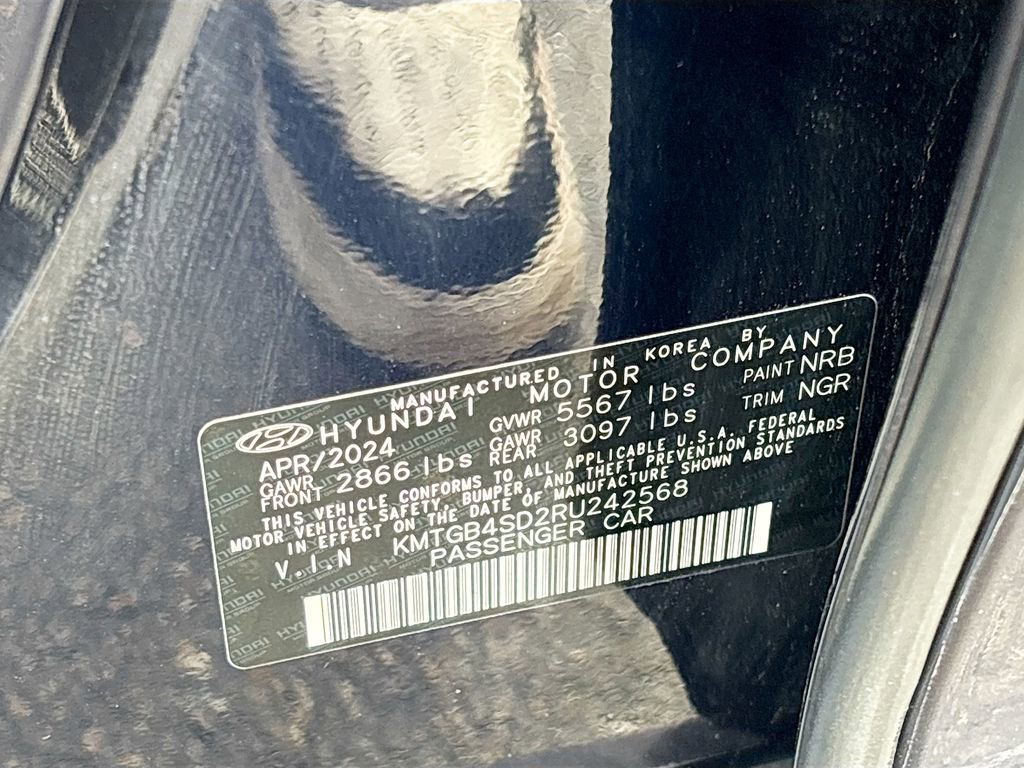 MANUFACTURED IN KOREA BY
HYUNDAI MOTOR COMPANY
APR/2024 GVWR 5567 lbs PAINT NRB
GAWR FRONT 2866 lbs GAWR REAR 3097 lbs TRIM NGR
THIS VEHICLE CONFORMS TO ALL APPLICABLE U.S.A. FEDERAL
MOTOR VEHICLE SAFETY, BUMPER, AND THEFT PREVENTION STANDARDS
IN EFFECT ON THE DATE OF MANUFACTURE SHOWN ABOVE
V.I.N KMTGB4SD2RU242568
PASSENGER CAR